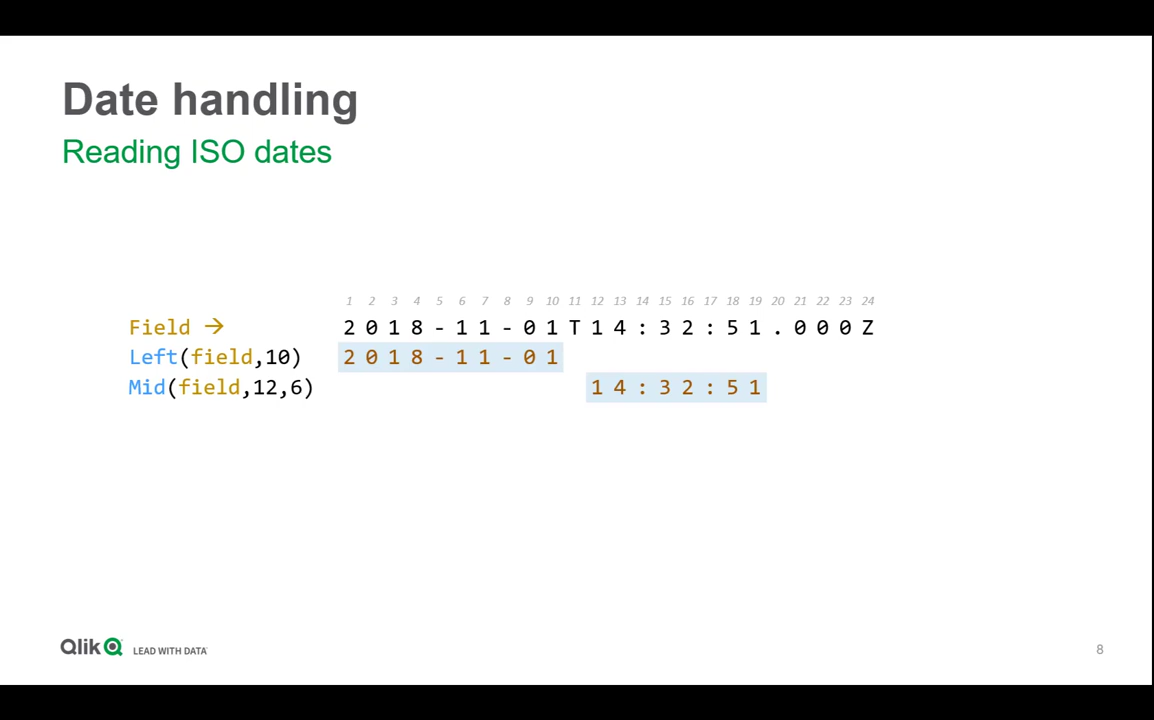 Date handling
Reading ISO dates
1 2 3 4 5 6 7 8 9 10 11 12 13 14 15 16 17 18 19 20 21 22 23 24
Field → 2018-11-01T14:32:51.000Z
Left(field,10) 2018-11-01
Mid(field,12,6) 14:32:51
Qlik LEAD WITH DATA
8